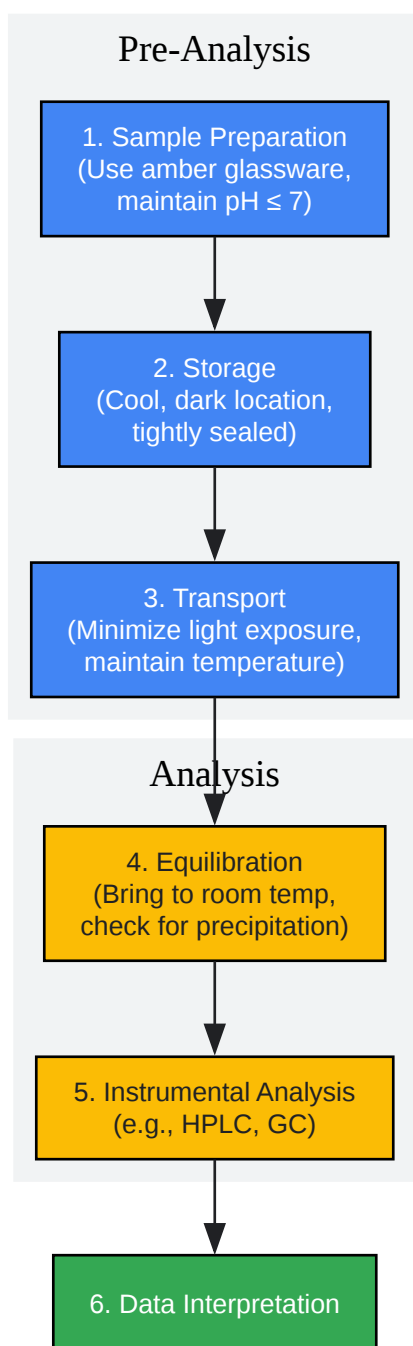 Pre-Analysis
1. Sample Preparation
(Use amber glassware,
maintain pH ≤ 7)
2. Storage
(Cool, dark location,
tightly sealed)
3. Transport
(Minimize light exposure,
maintain temperature)
Analysis
4. Equilibration
(Bring to room temp,
check for precipitation)
5. Instrumental Analysis
(e.g., HPLC, GC)
6. Data Interpretation